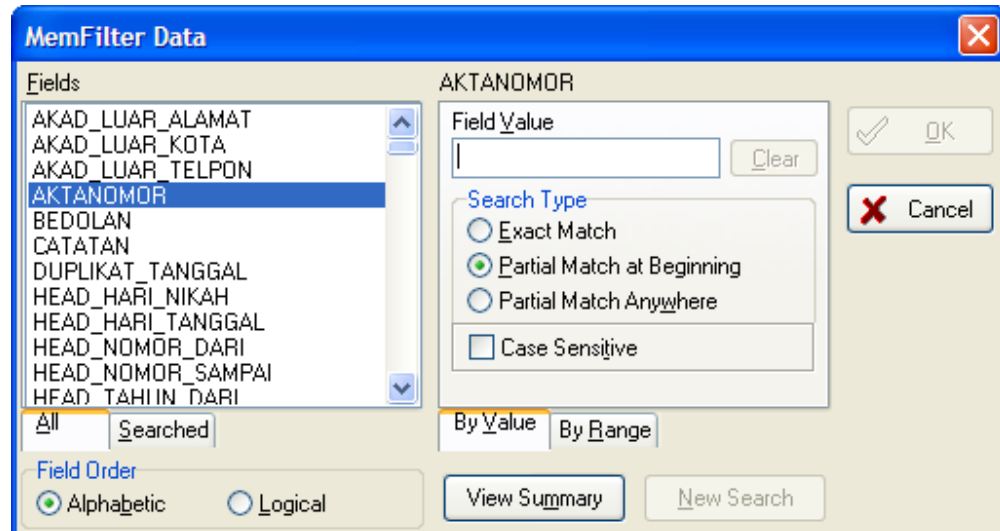 MemFilter Data
Fields
AKAD_LUAR_ALAMAT
AKAD_LUAR_KOTA
AKAD_LUAR_TELPON
AKTANOMOR
BEDOLAN
CATATAN
DUPLIKAT_TANGGAL
HEAD_HARI_NIKAH
HEAD_HARI_TANGGAL
HEAD_NOMOR_DARI
HEAD_NOMOR_SAMPAI
HEAD_TAHUN_DARI
All
Searched
Field Order
Alphabetic
Logical
AKTANOMOR
Field Value
Clear
Search Type
Exact Match
Partial Match at Beginning
Partial Match Anywhere
Case Sensitive
By Value
By Range
View Summary
New Search
OK
Cancel